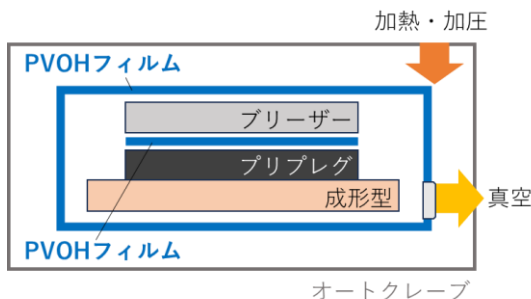 加熱・加圧
PVOHフィルム
ブリーザー
プリプレグ
成形型
真空
PVOHフィルム
オートクレーブ